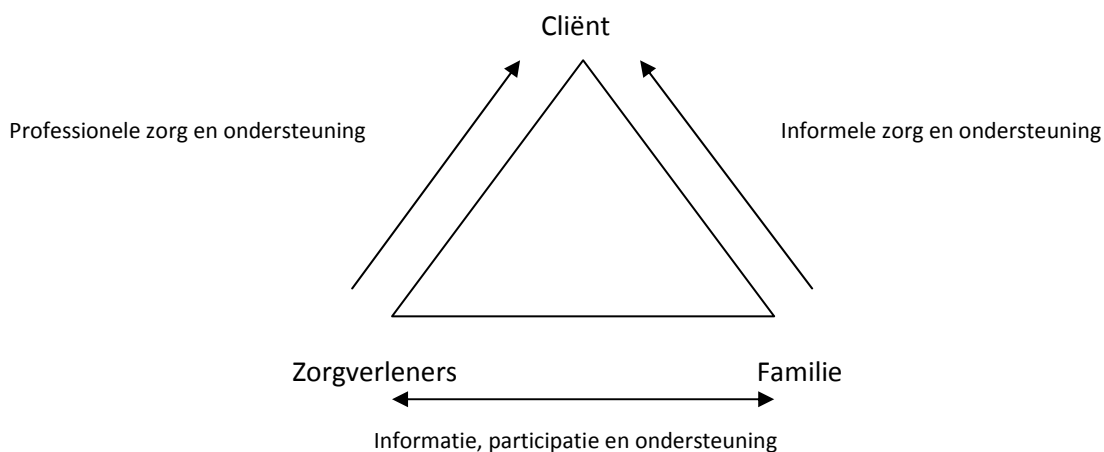 Cliënt
Professionele zorg en ondersteuning
Informele zorg en ondersteuning
Zorgverleners
Familie
Informatie, participatie en ondersteuning